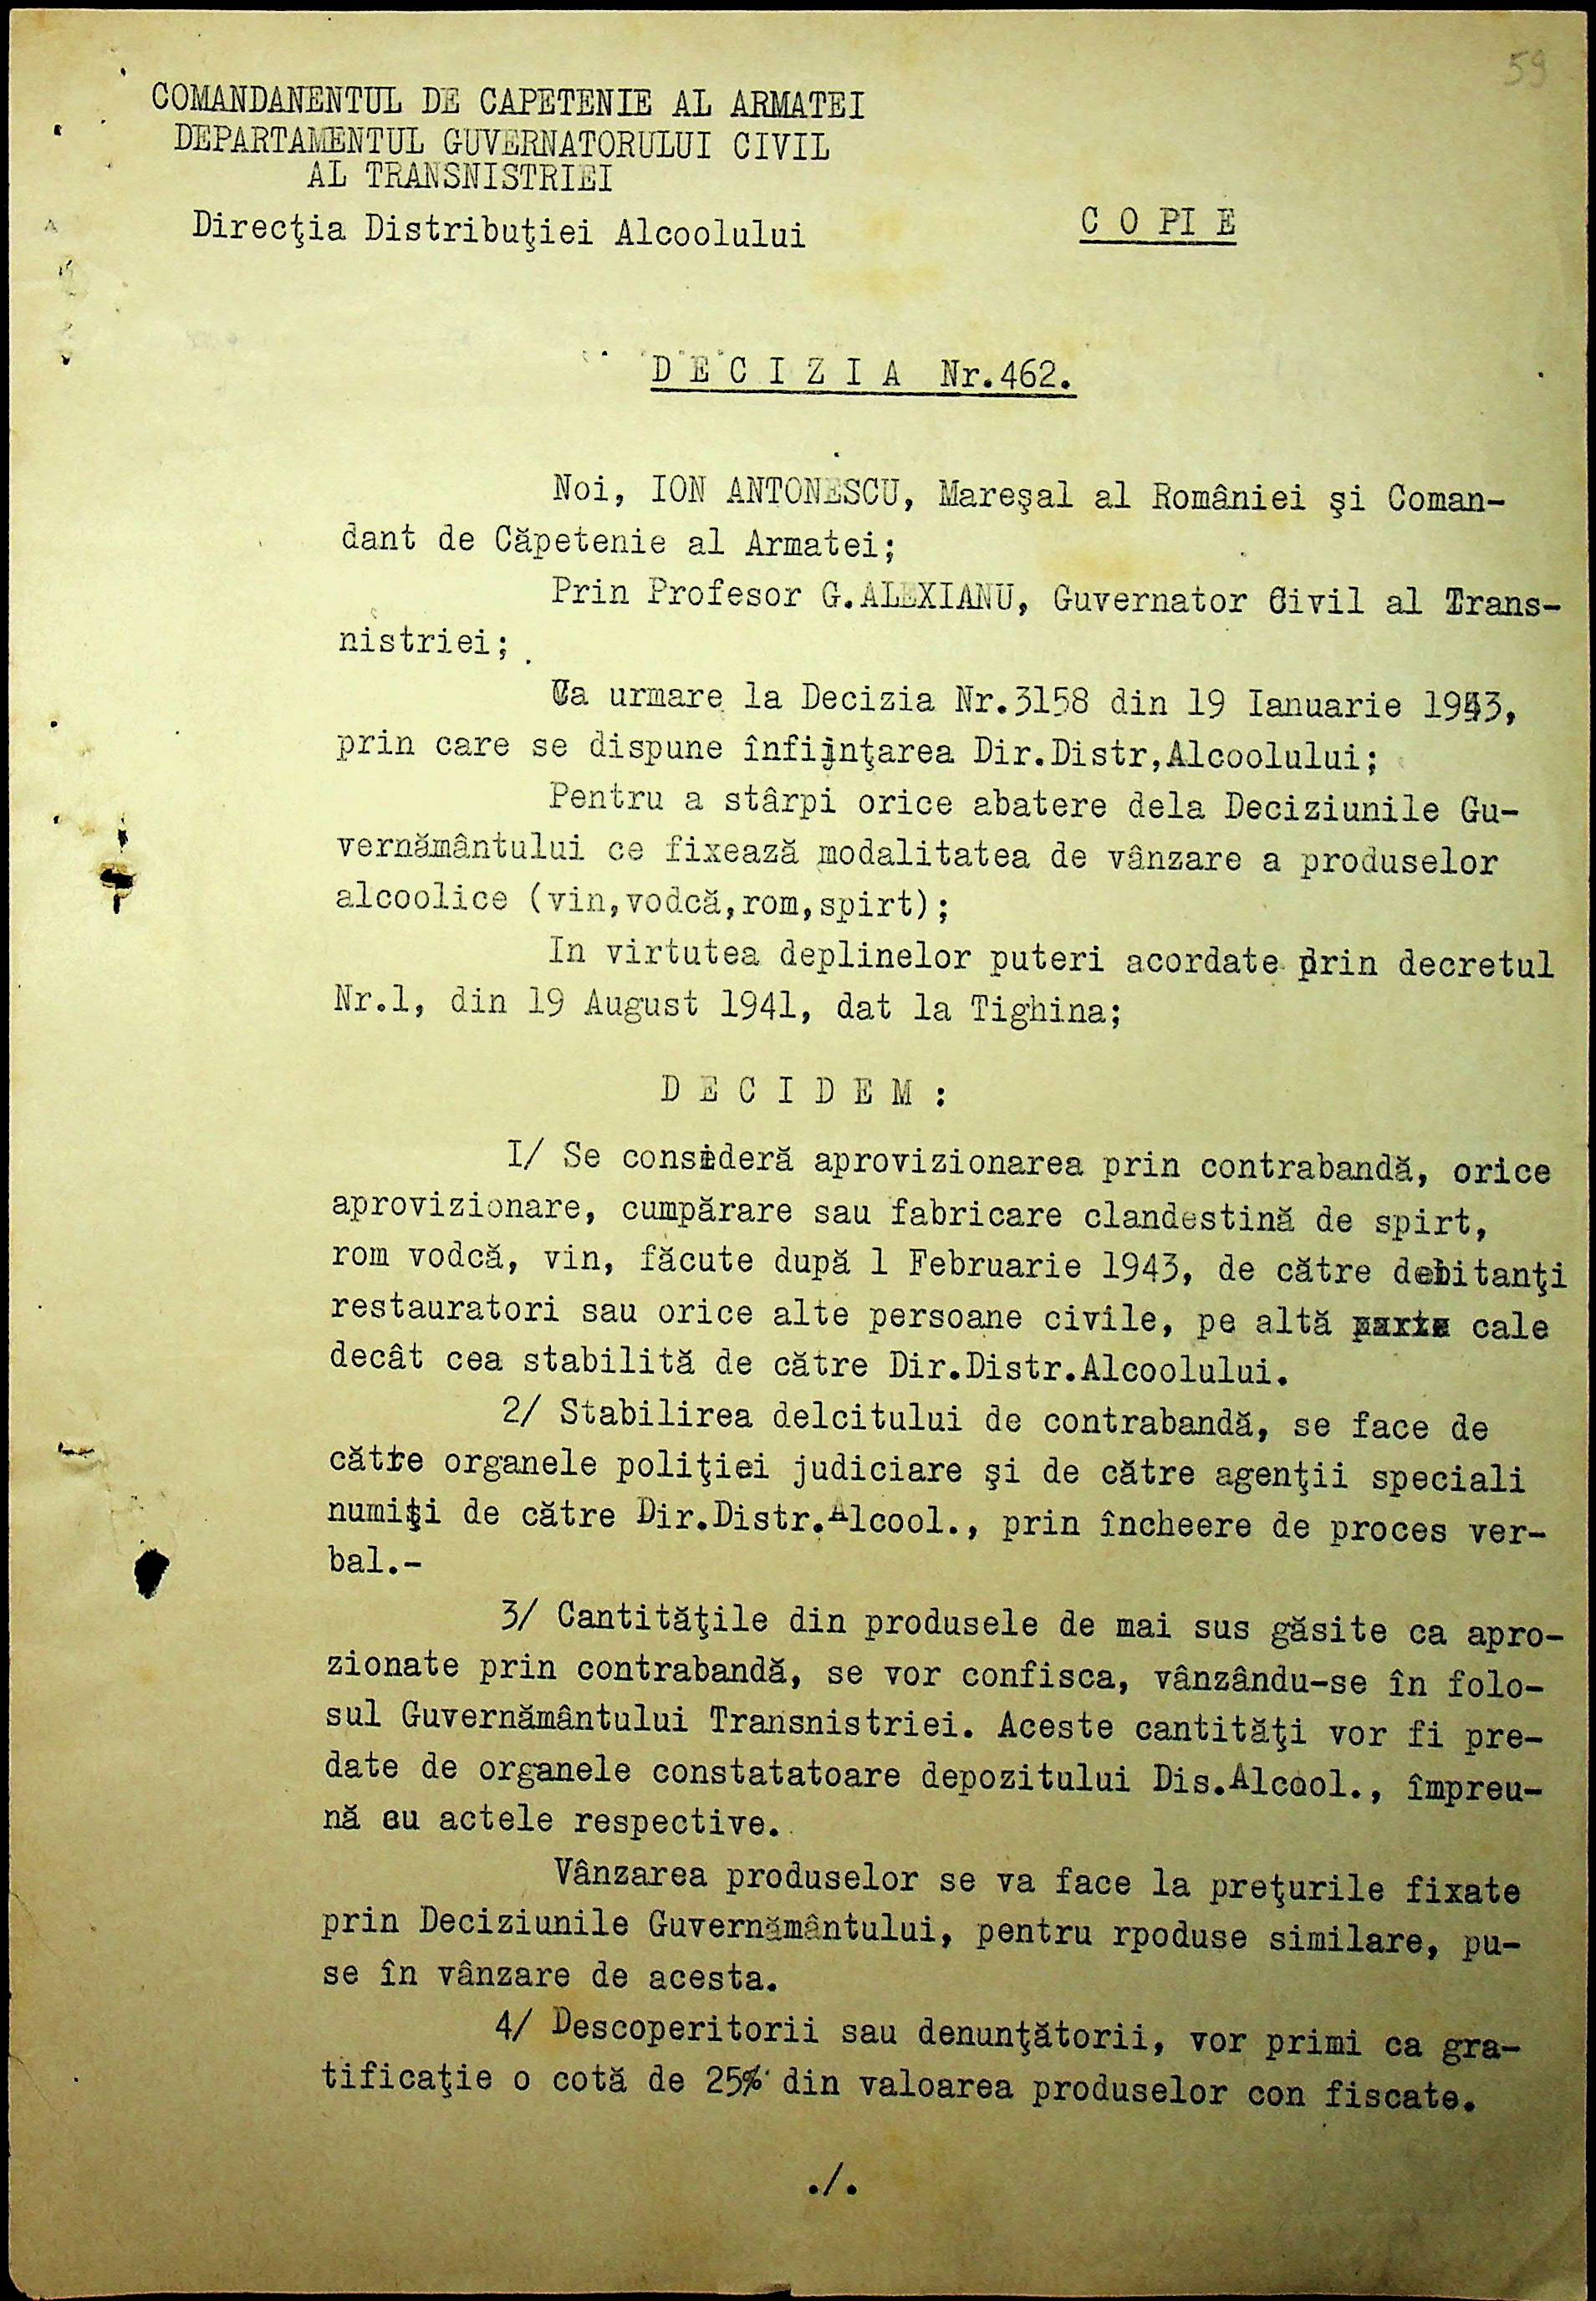 59
COMANDANENTUL DE CAPETENIE AL ARMATEI
DEPARTAMENTUL GUVERNATORULUI CIVIL
AL TRANSNISTRIEI
Direcţia Distribuţiei Alcoolului
C O PI E
D E C I Z I A Nr.462.
Noi, ION ANTONESCU, Mareşal al României şi Coman-
dant de Căpetenie al Armatei;
Prin Profesor G.ALEXIANU, Guvernator Civil al Trans-
nistriei;
Ca urmare la Decizia Nr.3158 din 19 Ianuarie 1943,
prin care se dispune înfiinţarea Dir.Distr,Alcoolului;
Pentru a stârpi orice abatere dela Deciziunile Gu-
vernământului ce fixează modalitatea de vânzare a produselor
alcoolice (vin,vodcă,rom,spirt);
In virtutea deplinelor puteri acordate prin decretul
Nr.1, din 19 August 1941, dat la Tighina;
D E C I D E M :
I/ Se consideră aprovizionarea prin contrabandă, orice
aprovizionare, cumpărare sau fabricare clandestină de spirt,
rom vodcă, vin, făcute după 1 Februarie 1943, de către debitanţi
restauratori sau orice alte persoane civile, pe altă cale
decât cea stabilită de către Dir.Distr.Alcoolului.
2/ Stabilirea delcitului de contrabandă, se face de
către organele poliţiei judiciare şi de către agenţii speciali
numiţi de către Dir.Distr.Alcool., prin încheere de proces ver-
bal.-
3/ Cantităţile din produsele de mai sus găsite ca apro-
zionate prin contrabandă, se vor confisca, vânzându-se în folo-
sul Guvernământului Transnistriei. Aceste cantităţi vor fi pre-
date de organele constatatoare depozitului Dis.Alcool., împreu-
nă cu actele respective.
Vânzarea produselor se va face la preţurile fixate
prin Deciziunile Guvernământului, pentru rpoduse similare, pu-
se în vânzare de acesta.
4/ Descoperitorii sau denunţătorii, vor primi ca gra-
tificaţie o cotă de 25% din valoarea produselor con fiscate.
./.